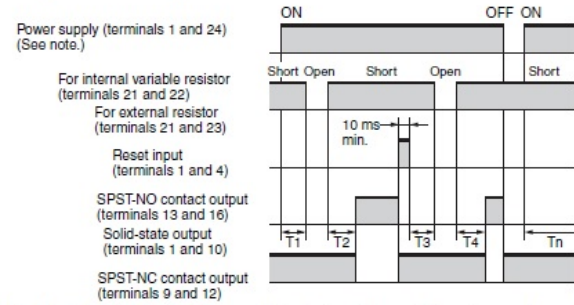 ON
OFF ON
Power supply (terminals 1 and 24)
(See note.)
Short Open Short Open Short
For internal variable resistor
(terminals 21 and 22)
For external resistor
(terminals 21 and 23)
10 ms
min.
Reset input
(terminals 1 and 4)
SPST-NO contact output
(terminals 13 and 16)
Solid-state output
(terminals 1 and 10)
T1 T2 T3 T4 Tn
SPST-NC contact output
(terminals 9 and 12)